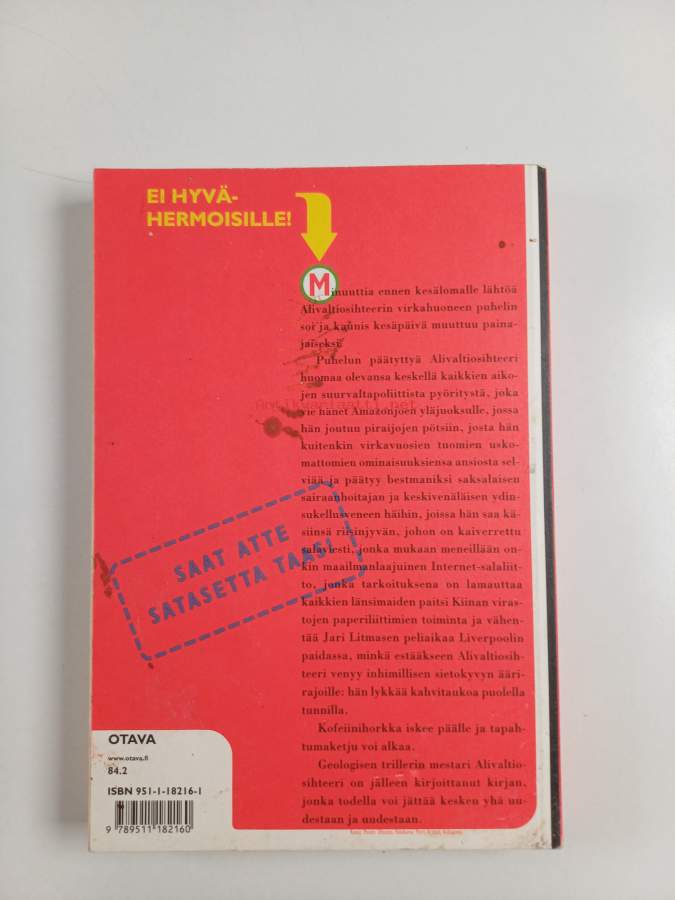 EI HYVÄ-
HERMOISILLE!
Minuuttia ennen kesälomalle lähtöä
Alivaltiosihteerin virkahuoneen puhelin
soi ja kaunis kesäpäivä muuttuu paina-
jaiseksi.
Puhelun päätyttyä Alivaltiosihteeri
huomaa olevansa keskellä kaikkien aiko-
jen suurvaltapoliittista pyöritystä, joka
vie hänet Amazonjoen yläjuoksulle, jossa
hän joutuu piraijojen pötsiin, josta hän
kuitenkin virkavuosien tuomien usko-
mattomien ominaisuuksiensa ansiosta sel-
viää ja päätyy bestmaniksi saksalaisen
sairaanhoitajan ja keskivenäläisen ydin-
sukellusveneen häihin, joissa hän saa kä-
siinsä riisinjyvän, johon on kaiverrettu
salaviesti, jonka mukaan meneillään on-
kin maailmanlaajuinen Internet-salaliit-
to, jonka tarkoituksena on lamauttaa
kaikkien länsimaiden paitsi Kiinan viras-
tojen paperiliittimien toiminta ja vähen-
tää Jari Litmasen peliaikaa Liverpoolin
paidassa, minkä estääkseen Alivaltiosih-
teeri venyy inhimillisen sietokyvyn ääri-
rajoille: hän lykkää kahvitaukoa puolella
tunnilla.
Kofeiinihorkka iskee päälle ja tapah-
tumaketju voi alkaa.
Geologisen trillerin mestari Alivaltio-
sihteeri on jälleen kirjoittanut kirjan,
jonka todella voi jättää kesken yhä uu-
destaan ja uudestaan.
SAAT ATTE
SATASETTA TAAS!
OTAVA
www.otava.fi
84.2
ISBN 951-1-18216-1
9 789511 182160